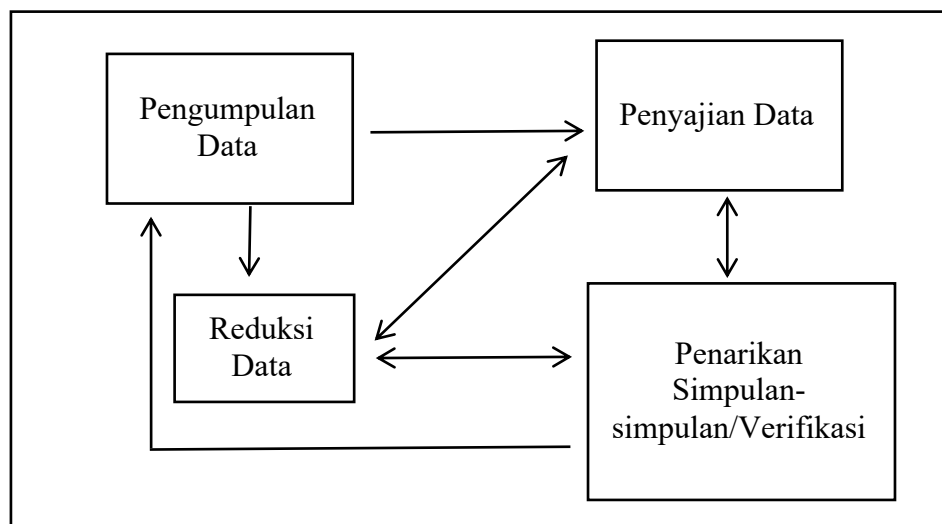 Pengumpulan
Data
Penyajian Data
Reduksi
Data
Penarikan
Simpulan-
simpulan/Verifikasi